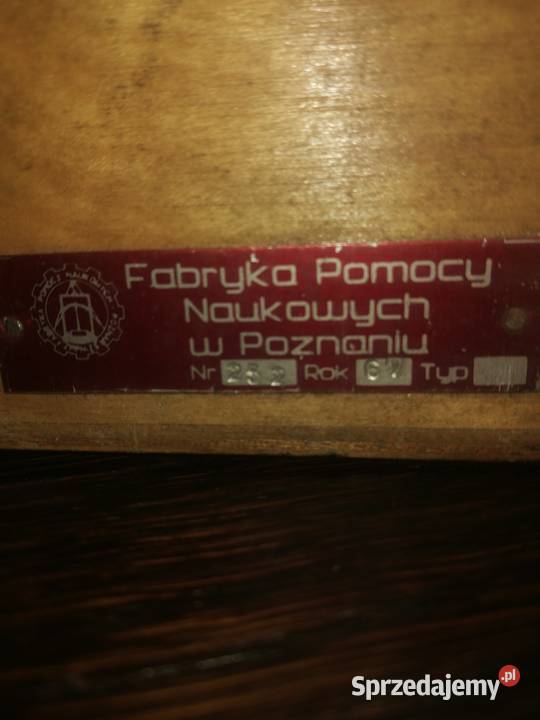 Fabryka Pomocy
Naukowych
w Poznaniu
Nr 252 Rok 67 Typ
Sprzedajemy.pl